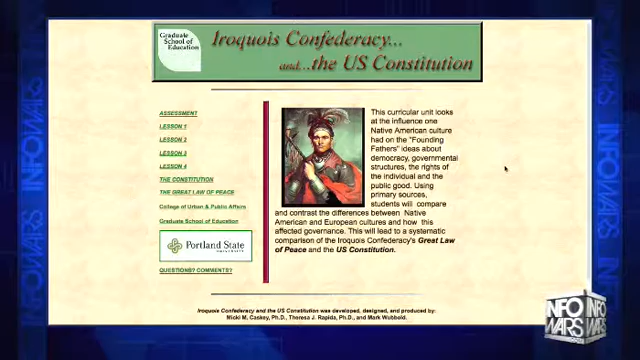 Graduate
School of
Education
Iroquois Confederacy...
and...the US Constitution
ASSESSMENT
LESSON 1
LESSON 2
LESSON 3
LESSON 4
THE CONSTITUTION
THE GREAT LAW OF PEACE
College of Urban & Public Affairs
Graduate School of Education
Portland State
UNIVERSITY
QUESTIONS? COMMENTS?
This curricular unit looks
at the influence one
Native American culture
had on the "Founding
Fathers" ideas about
democracy, governmental
structures, the rights of
the individual and the
public good. Using
primary sources,
students will compare
and contrast the differences between Native
American and European cultures and how this
affected governance. This will lead to a systematic
comparison of the Iroquois Confederacy's Great Law
of Peace and the US Constitution.
Iroquois Confederacy and the US Constitution was developed, designed, and produced by:
Nicki M. Caskey, Ph.D., Theresa J. Rapida, Ph.D., and Mark Wubbold.
INFOWARS
INFO
WARS
INFO
WARS